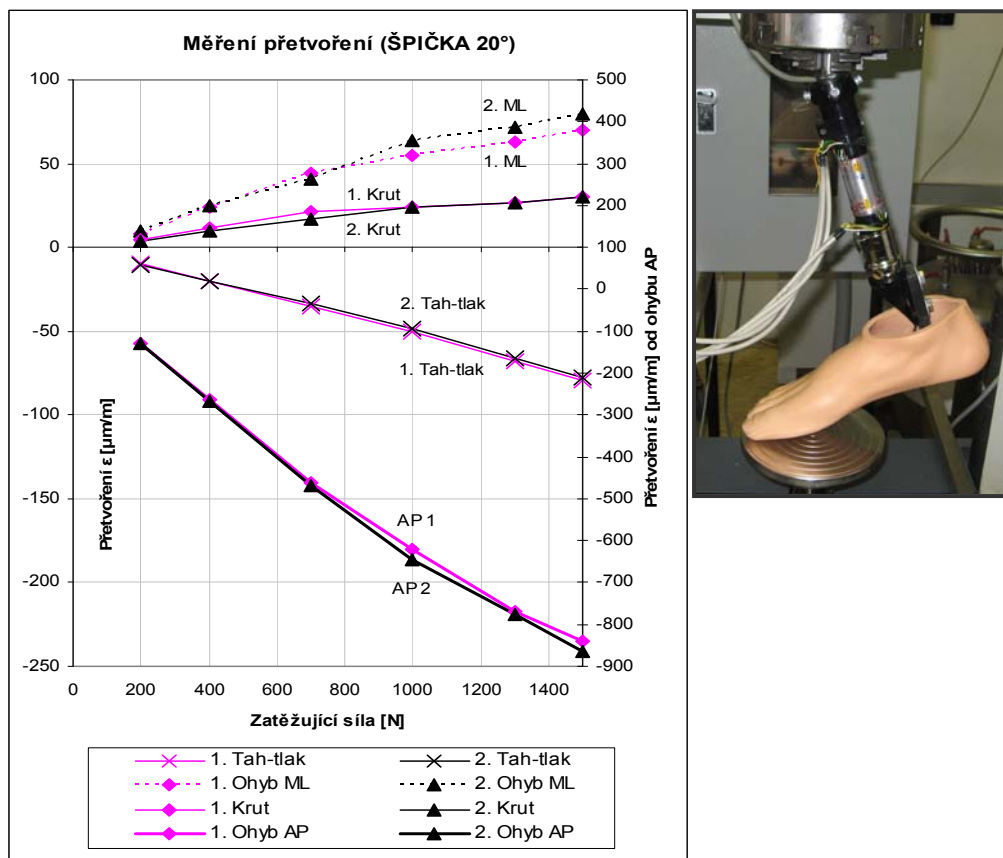 Měření přetvoření (ŠPIČKA 20°)
100
50
0
-50
-100
-150
-200
-250
Přetvoření ε [µm/m]
500
400
300
200
100
0
-100
-200
-300
-400
-500
-600
-700
-800
-900
Přetvoření ε [µm/m] od ohybu AP
2. ML
1. ML
1. Krut
2. Krut
2. Tah-tlak
1. Tah-tlak
AP 1
AP 2
0 200 400 600 800 1000 1200 1400
Zatěžující síla [N]
1. Tah-tlak 2. Tah-tlak
1. Ohyb ML 2. Ohyb ML
1. Krut 2. Krut
1. Ohyb AP 2. Ohyb AP